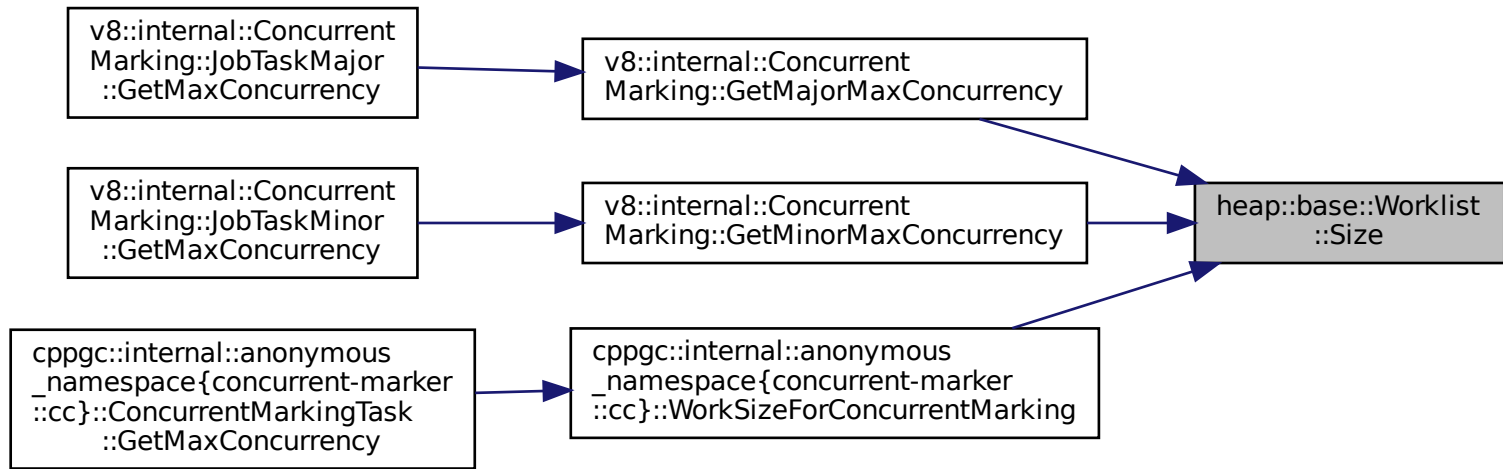 v8::internal::Concurrent
Marking::JobTaskMajor
::GetMaxConcurrency
v8::internal::Concurrent
Marking::GetMajorMaxConcurrency
v8::internal::Concurrent
Marking::JobTaskMinor
::GetMaxConcurrency
v8::internal::Concurrent
Marking::GetMinorMaxConcurrency
heap::base::Worklist
::Size
cppgc::internal::anonymous
_namespace{concurrent-marker
::cc}::ConcurrentMarkingTask
::GetMaxConcurrency
cppgc::internal::anonymous
_namespace{concurrent-marker
::cc}::WorkSizeForConcurrentMarking